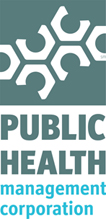 PUBLIC
HEALTH
management
corporation